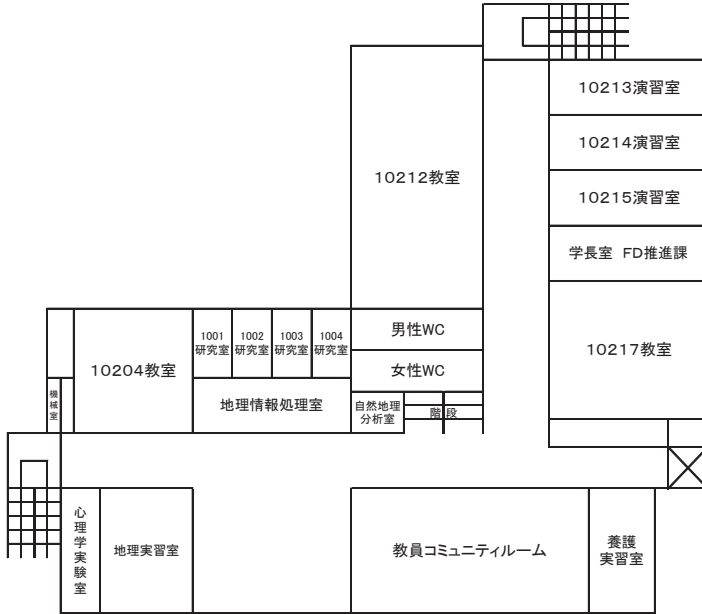 10213演習室
10214演習室
10212教室
10215演習室
学長室 FD推進課
男性WC
1001
研究室
1002
研究室
1003
研究室
1004
研究室
10217教室
10204教室
女性WC
機械室
地理情報処理室
自然地理
分析室
階段
心理学実験室
地理実習室
教員コミュニティルーム
養護
実習室